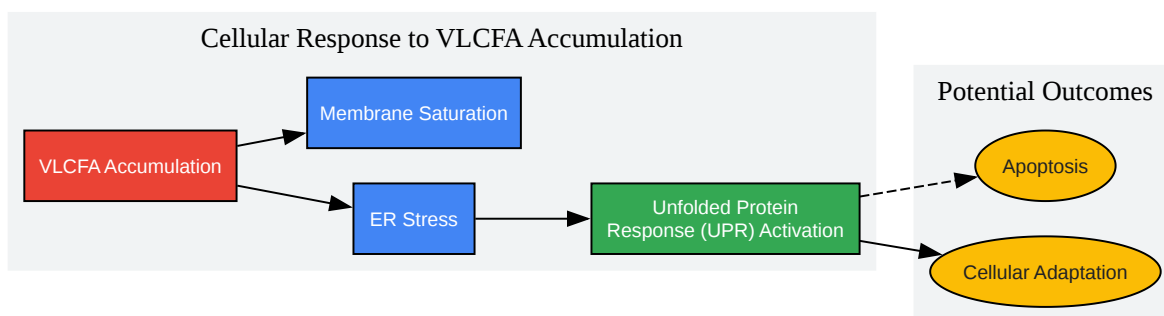 Cellular Response to VLCFA Accumulation
Potential Outcomes
Membrane Saturation
VLCFA Accumulation
Apoptosis
ER Stress
Unfolded Protein
Response (UPR) Activation
Cellular Adaptation